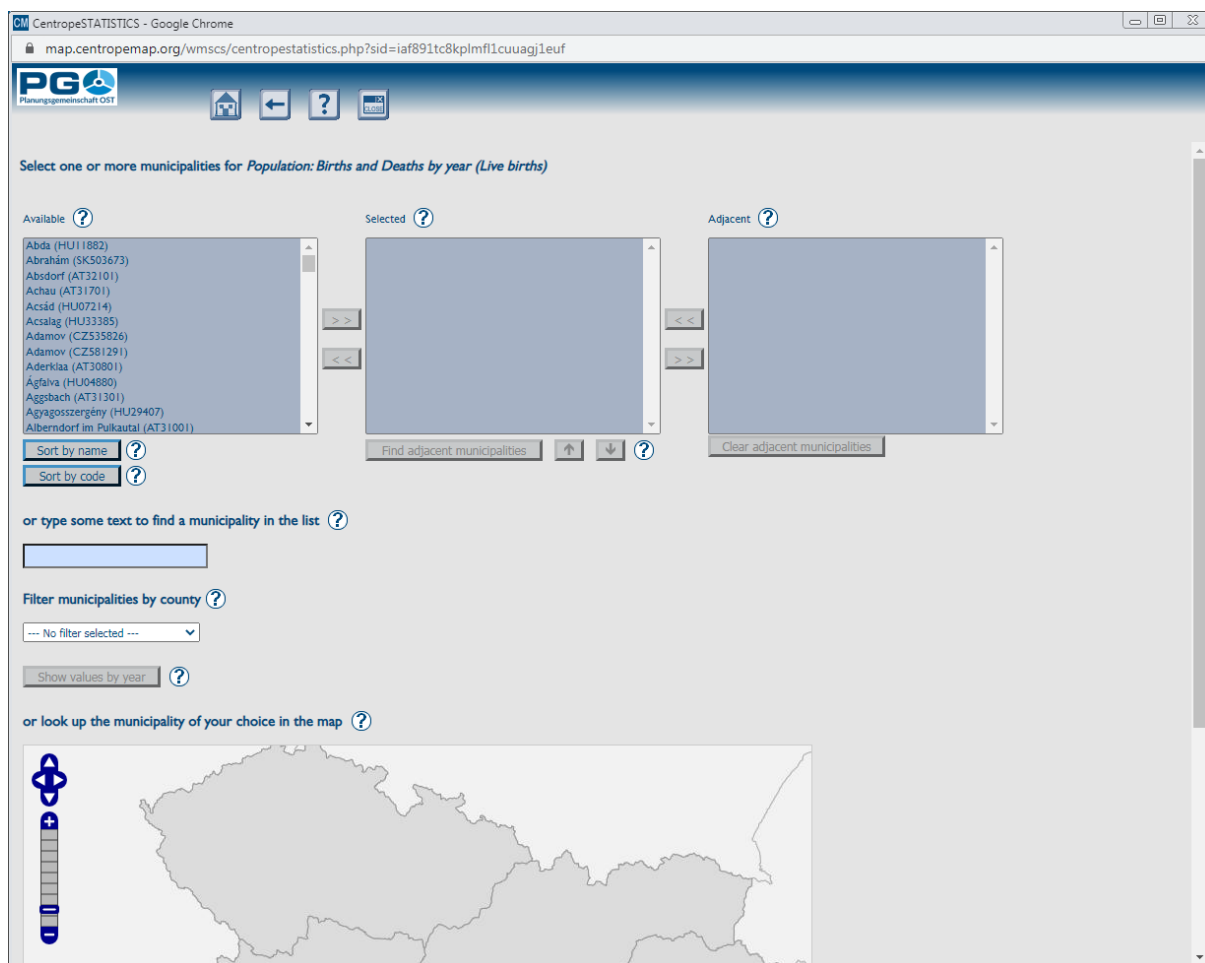 CM CentropeSTATISTICS - Google Chrome
map.centropemap.org/wmscs/centropestatistics.php?sid=iaf891tc8kplmfl1cuuagj1euf
PGO
Planungsgemeinschaft OST
? CLOSE
Select one or more municipalities for Population: Births and Deaths by year (Live births)
Available ? Selected ? Adjacent ?
Abda (HU11882)
Abrahám (SK503673)
Absdorf (AT32101)
Achau (AT31701)
Acsád (HU07214)
Acsalag (HU33385)
Adamov (CZ535826)
Adamov (CZ581291)
Aderklaa (AT30801)
Ágfalva (HU04880)
Aggsbach (AT31301)
Agyagosszergény (HU29407)
Alberndorf im Pulkautal (AT31001)
>> <<
<< >>
Sort by name ? Find adjacent municipalities ? Clear adjacent municipalities
Sort by code ?
or type some text to find a municipality in the list ?
Filter municipalities by county ?
--- No filter selected ---
Show values by year ?
or look up the municipality of your choice in the map ?